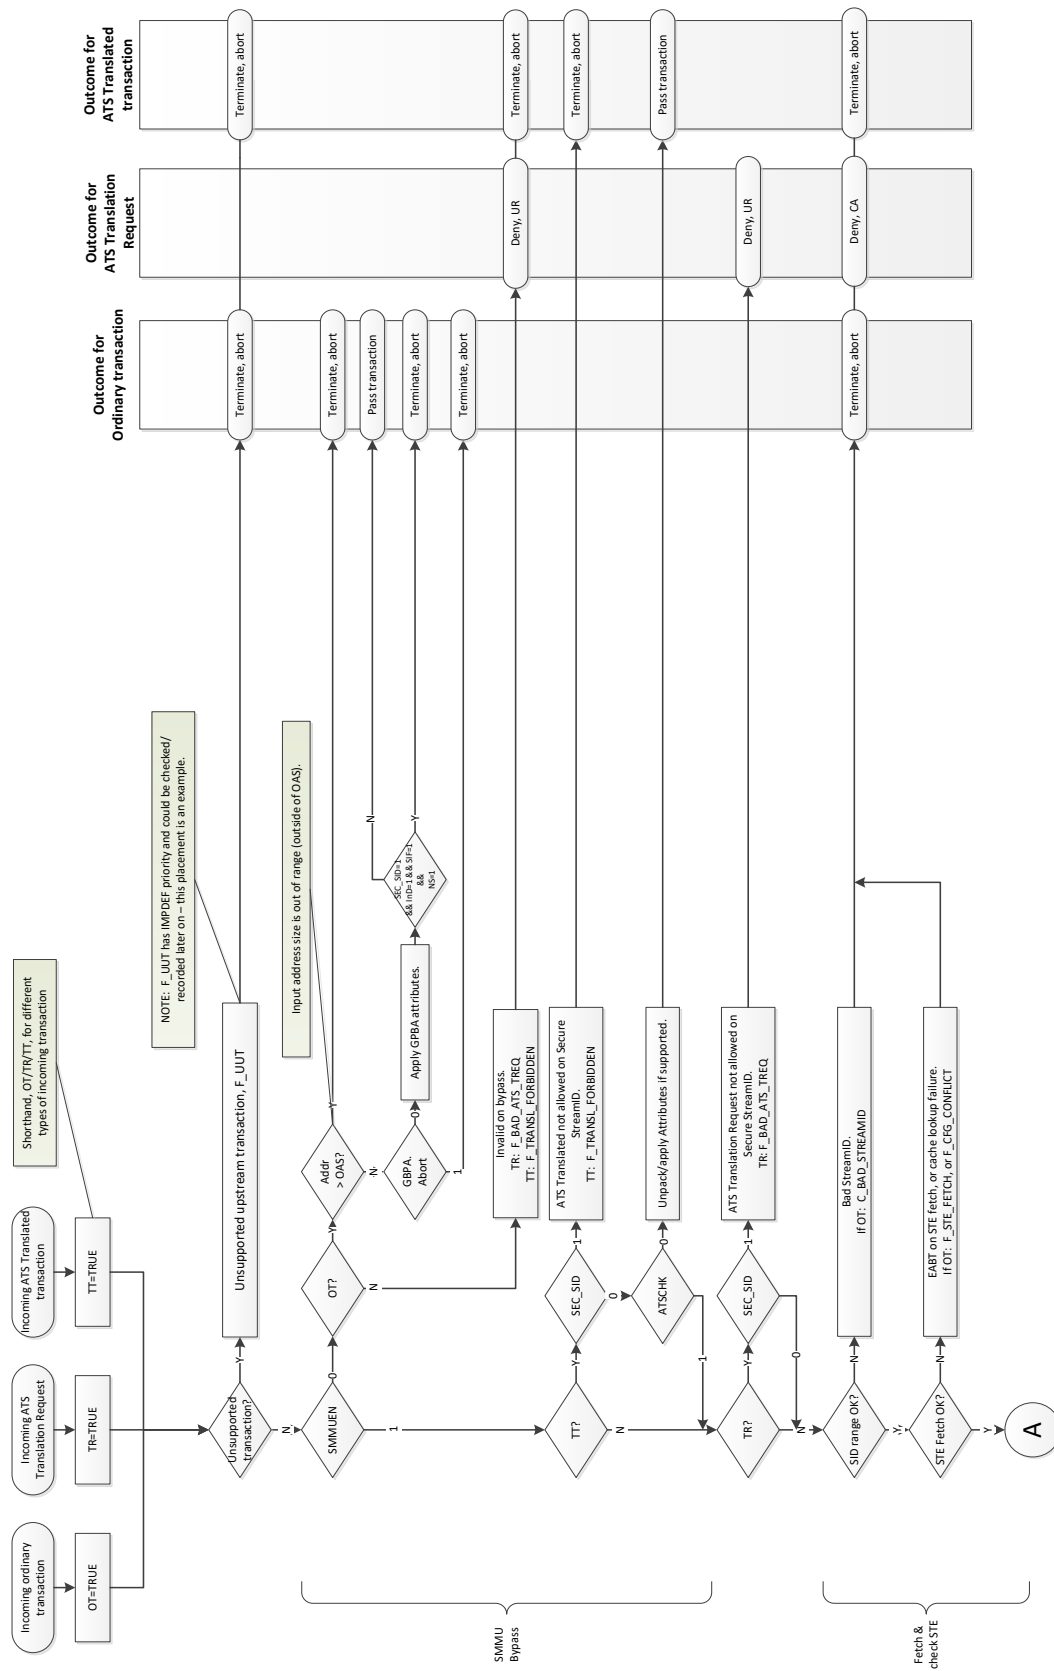 Incoming ordinary
transaction
Incoming ATS
Translation Request
Incoming ATS Translated
transaction
OT=TRUE
TR=TRUE
TT=TRUE
Shorthand, OT/TR/TT, for different
types of incoming transaction
Outcome for
Ordinary transaction
Outcome for
ATS Translation
Request
Outcome for
ATS Translated
transaction
NOTE: F_UUT has IMPDEF priority and could be checked/
recorded later on – this placement is an example.
Unsupported
transaction?
Y
Unsupported upstream transaction, F_UUT
Terminate, abort
Terminate, abort
N
Input address size is out of range (outside of OAS).
SMMU
Bypass
SMMUEN
0
OT?
Y
Addr
> OAS?
Y
Terminate, abort
N
Pass transaction
N
GBPA.
Abort
0
Apply GPBA attributes.
SEC_SID=1
&& InD=1 && SIF=1
&&
NS=1
Y
Terminate, abort
1
Terminate, abort
1
N
Invalid on bypass.
TR: F_BAD_ATS_TREQ
TT: F_TRANSL_FORBIDDEN
Deny, UR
Terminate, abort
TT?
Y
SEC_SID
1
ATS Translated not allowed on Secure
StreamID.
TT: F_TRANSL_FORBIDDEN
Terminate, abort
N
0
ATSCHK
0
Unpack/apply Attributes if supported.
Pass transaction
1
TR?
Y
SEC_SID
1
ATS Translation Request not allowed on
Secure StreamID.
TR: F_BAD_ATS_TREQ
Deny, UR
N
0
Fetch &
check STE
SID range OK?
N
Bad StreamID.
If OT: C_BAD_STREAMID
Terminate, abort
Deny, CA
Terminate, abort
Y
STE Fetch OK?
N
EABT on STE fetch, or cache lookup failure.
If OT: F_STE_FETCH, or F_CFG_CONFLICT
Y
A